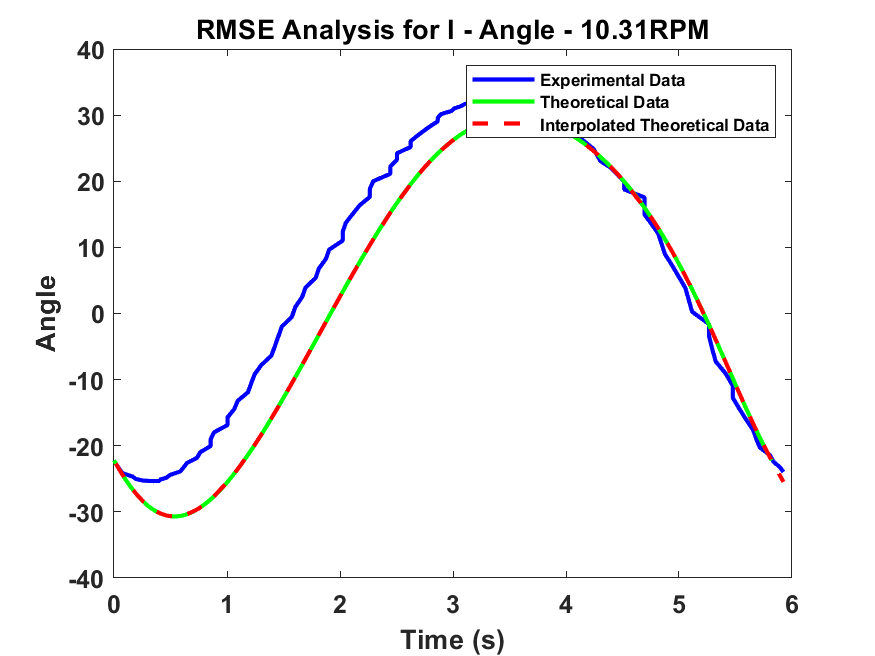 RMSE Analysis for I - Angle - 10.31RPM
40
30
20
10
0
-10
-20
-30
-40
Angle
Experimental Data
Theoretical Data
Interpolated Theoretical Data
0 1 2 3 4 5 6
Time (s)